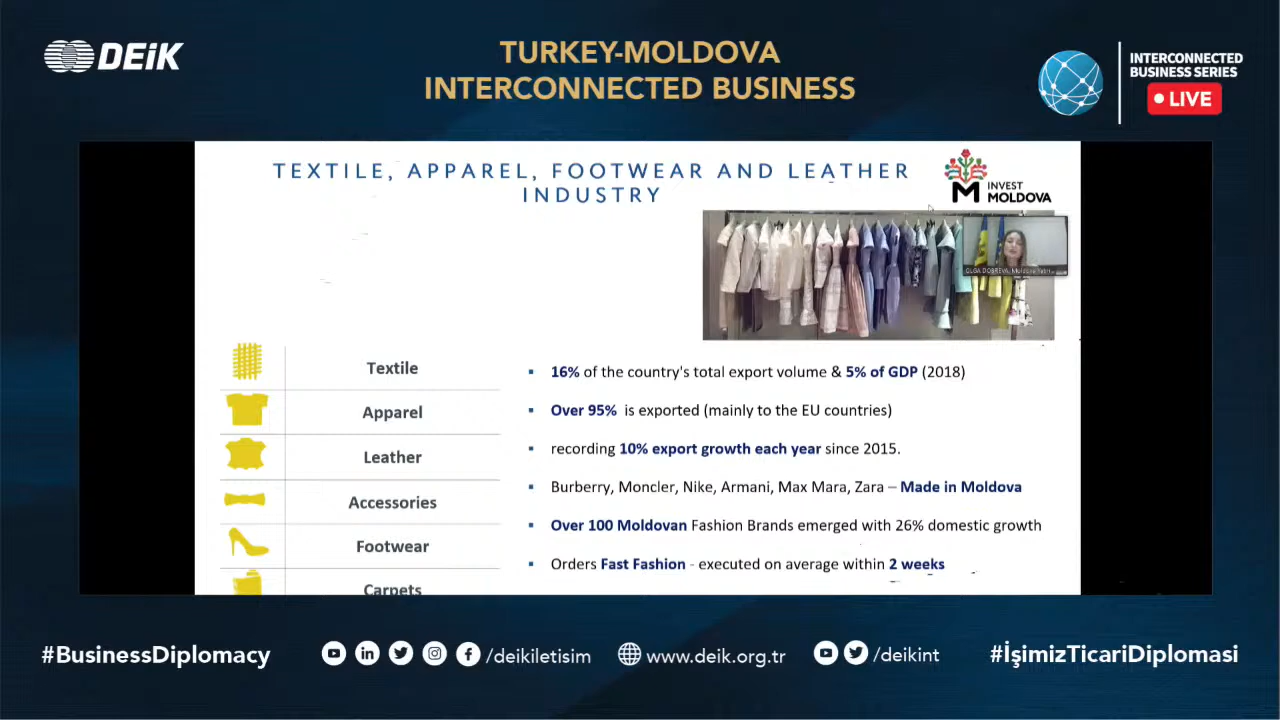 DEiK
TURKEY-MOLDOVA
INTERCONNECTED BUSINESS
INTERCONNECTED
BUSINESS SERIES
LIVE
TEXTILE, APPAREL, FOOTWEAR AND LEATHER
INDUSTRY
M INVEST
MOLDOVA
OLGA DOBREVA, Moldova
Textile
Apparel
Leather
Accessories
Footwear
Carpets
▪ 16% of the country's total export volume & 5% of GDP (2018)
▪ Over 95% is exported (mainly to the EU countries)
▪ recording 10% export growth each year since 2015.
▪ Burberry, Moncler, Nike, Armani, Max Mara, Zara – Made in Moldova
▪ Over 100 Moldovan Fashion Brands emerged with 26% domestic growth
▪ Orders Fast Fashion - executed on average within 2 weeks
#BusinessDiplomacy
/deikiletisim
www.deik.org.tr
/deikint
#İşimizTicariDiplomasi